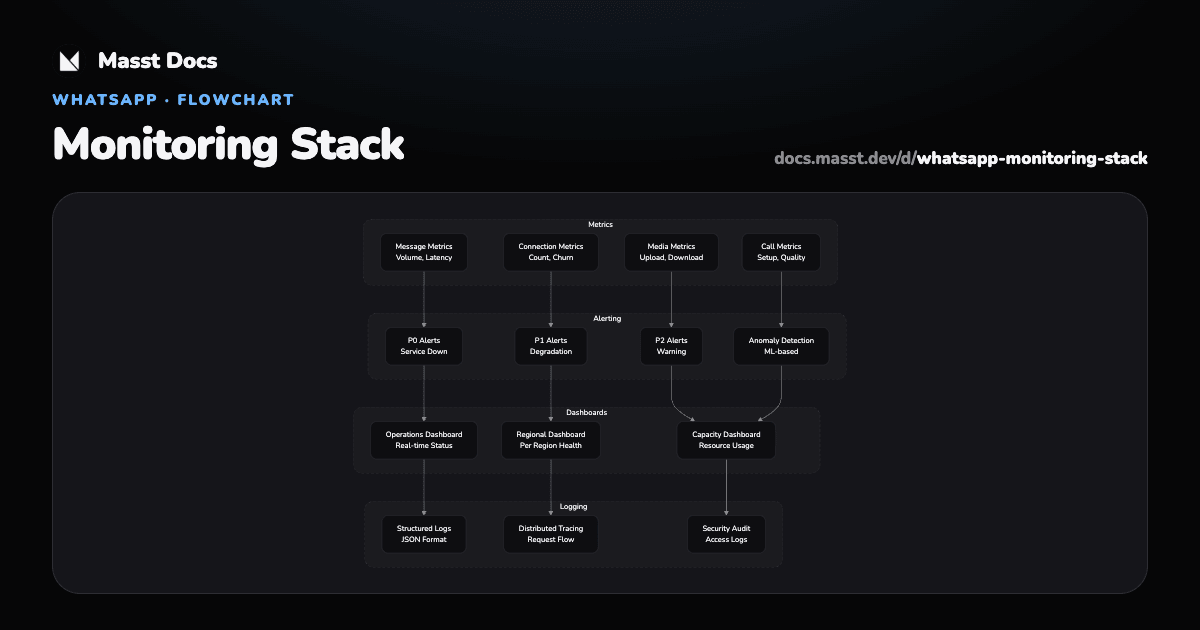 Masst Docs
WHATSAPP · FLOWCHART
Monitoring Stack
docs.masst.dev/d/whatsapp-monitoring-stack
Metrics
Message Metrics
Volume, Latency
Connection Metrics
Count, Churn
Media Metrics
Upload, Download
Call Metrics
Setup, Quality
Alerting
P0 Alerts
Service Down
P1 Alerts
Degradation
P2 Alerts
Warning
Anomaly Detection
ML-based
Dashboards
Operations Dashboard
Real-time Status
Regional Dashboard
Per Region Health
Capacity Dashboard
Resource Usage
Logging
Structured Logs
JSON Format
Distributed Tracing
Request Flow
Security Audit
Access Logs